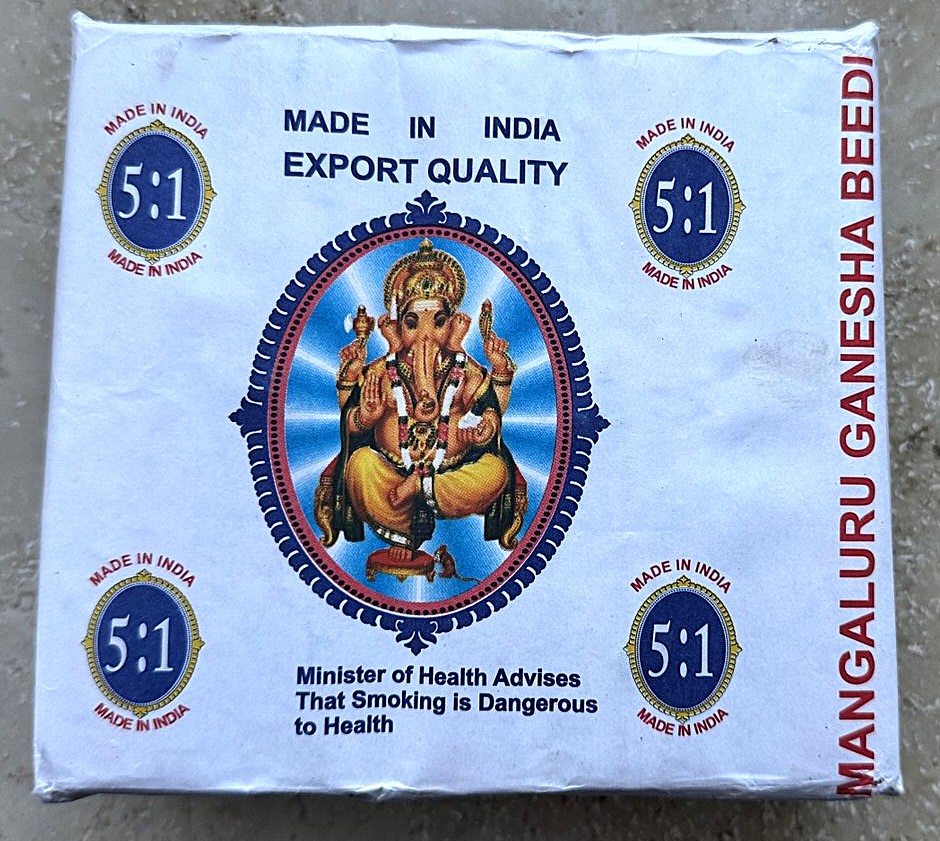 MADE IN INDIA
5:1
MADE IN INDIA
MADE IN INDIA
EXPORT QUALITY
MADE IN INDIA
5:1
MADE IN INDIA
MADE IN INDIA
5:1
MADE IN INDIA
Minister of Health Advises
That Smoking is Dangerous
to Health
MADE IN INDIA
5:1
MADE IN INDIA
MANGALURU GANESHA BEEDI